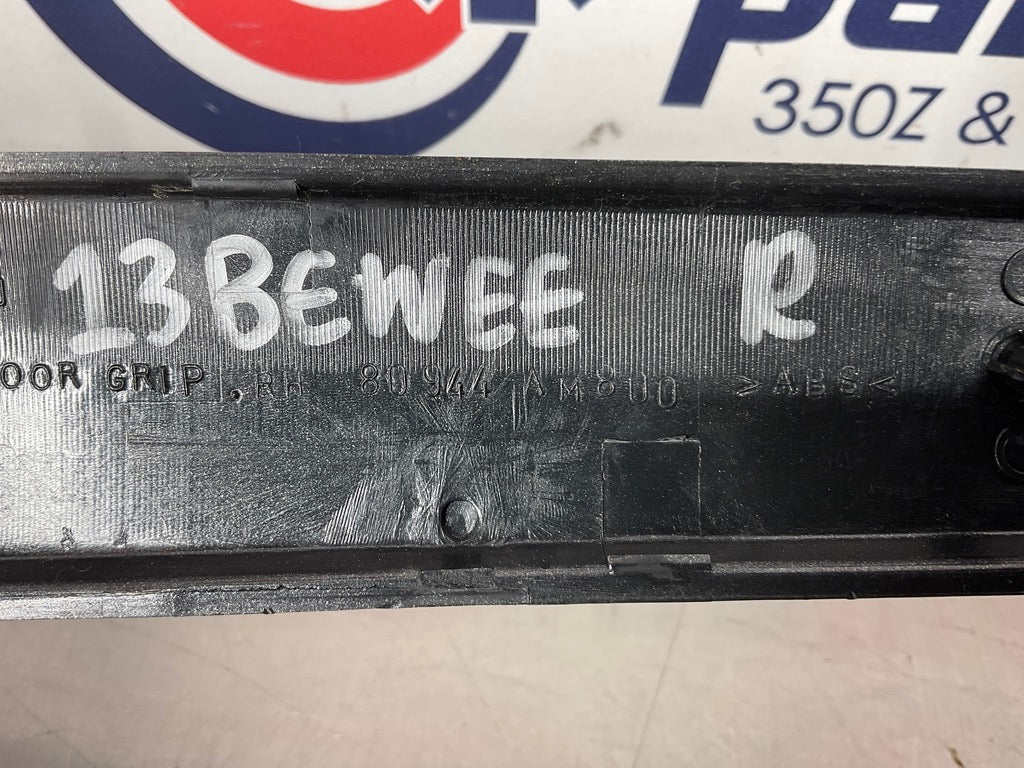 350Z &
13BEWEE R
OOR GRIP .RH 80944 AM800 >ABS<